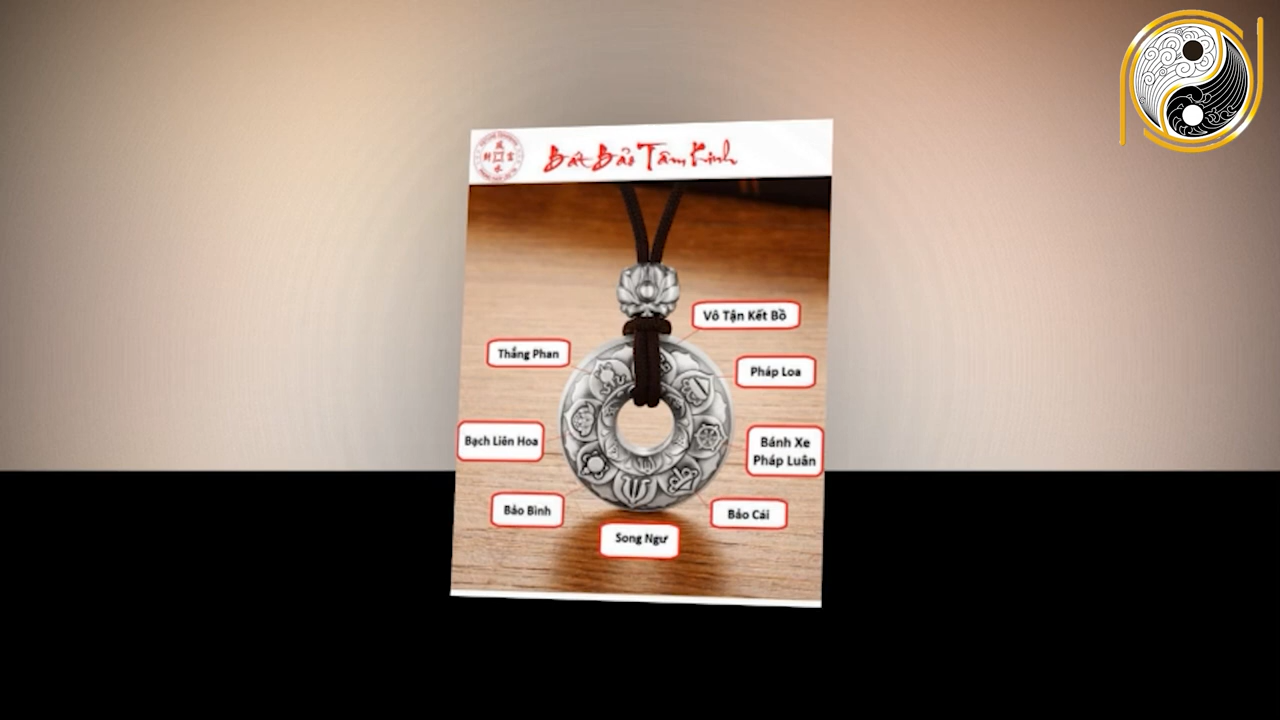 Bát Bảo Tâm Kinh
Vô Tận Kết Bồ
Thắng Phan
Pháp Loa
Bạch Liên Hoa
Bánh Xe
Pháp Luân
Bảo Bình
Bảo Cái
Song Ngư